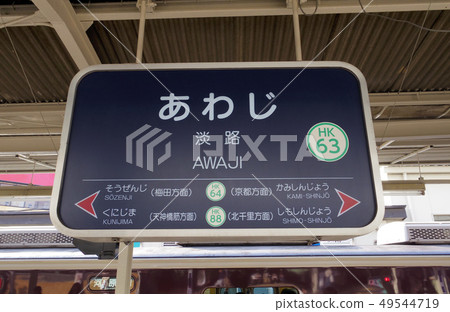 あわじ
淡路
AWAJI
HK
63
そうぜんじ (梅田方面) HK 64 (京都方面) かみしんじょう
SŌZENJI KAMI-SHINJŌ
くにじま (天神橋筋方面) HK 88 (北千里方面) しもしんじょう
KUNIJIMA SHIMO-SHINJŌ
PIXTA
49544719